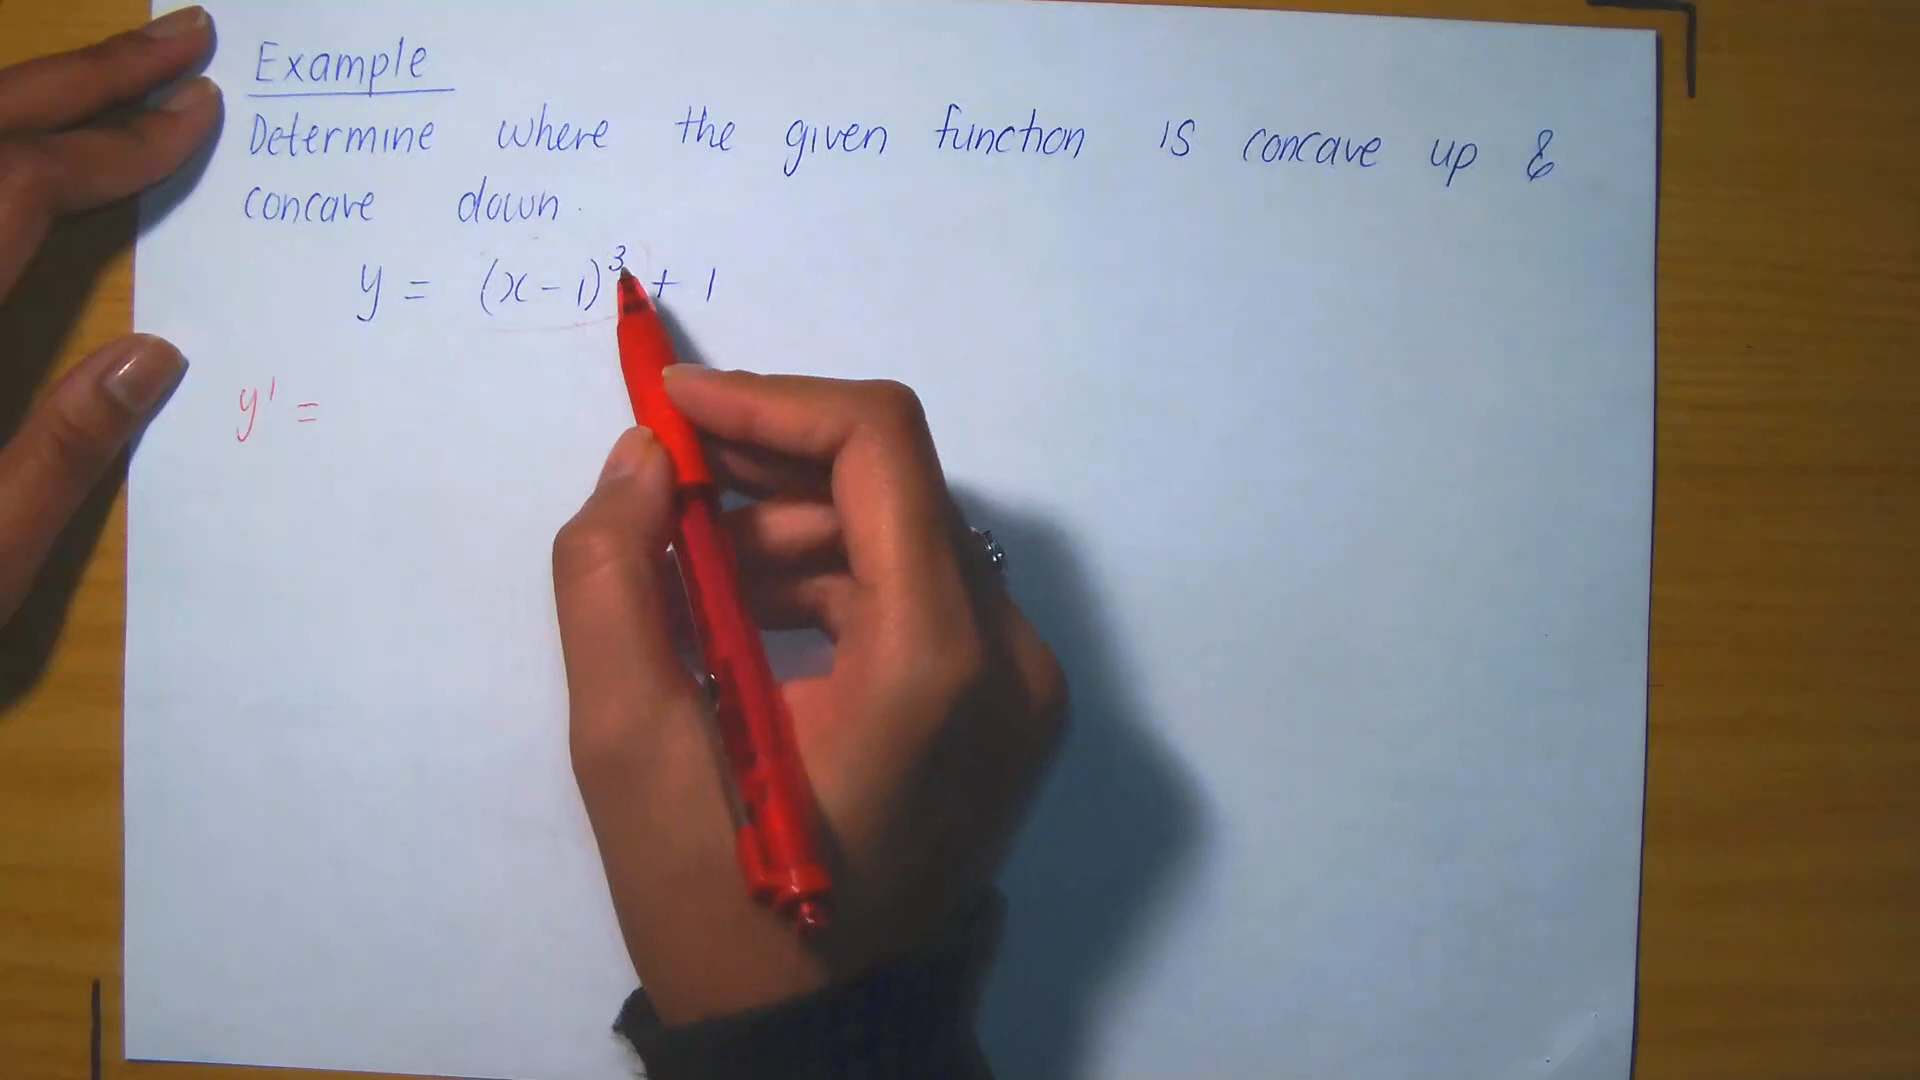 Example
Determine where the given function is concave up &
concave down.
y = (x-1)³ + 1
y' =